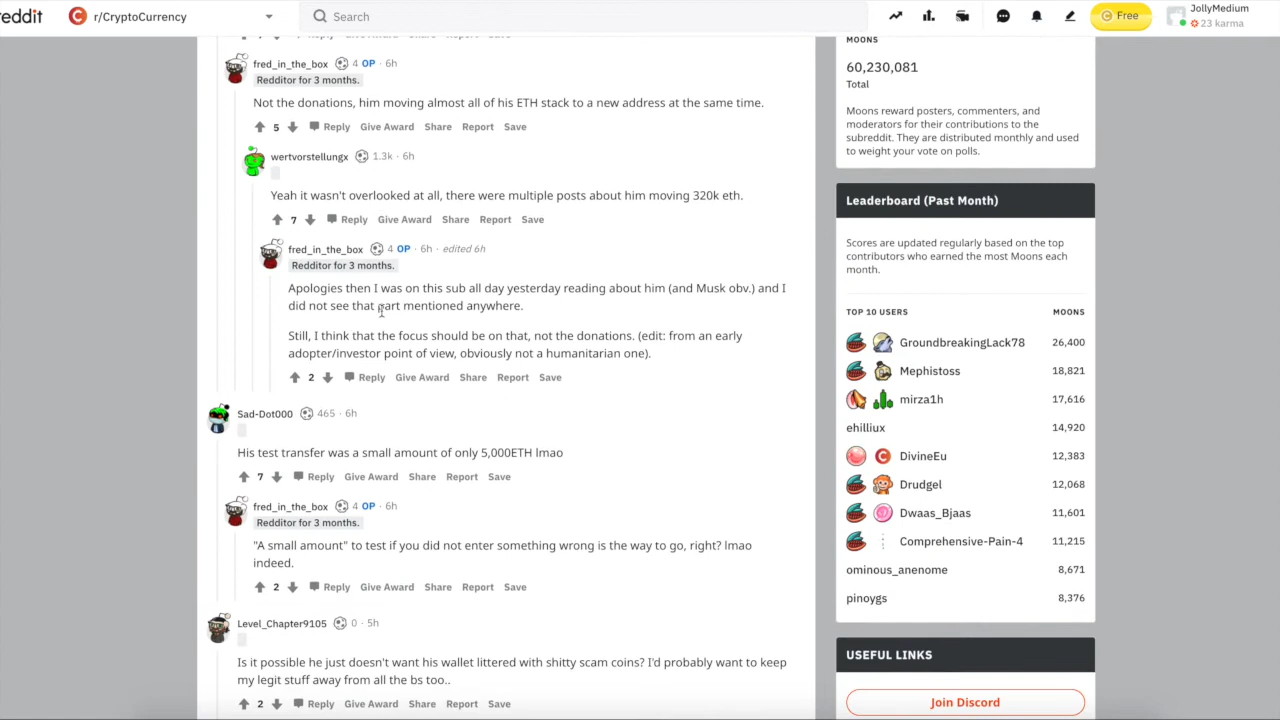 reddit
r/CryptoCurrency
Search
Free
JollyMedium
23 karma
Reply Give Award Share Report Save
fred_in_the_box 4 OP · 6h
Redditor for 3 months.
Not the donations, him moving almost all of his ETH stack to a new address at the same time.
5 Reply Give Award Share Report Save
wertvorstellungx 1.3k · 6h
Yeah it wasn't overlooked at all, there were multiple posts about him moving 320k eth.
7 Reply Give Award Share Report Save
fred_in_the_box 4 OP · 6h · edited 6h
Redditor for 3 months.
Apologies then I was on this sub all day yesterday reading about him (and Musk obv.) and I
did not see that part mentioned anywhere.
Still, I think that the focus should be on that, not the donations. (edit: from an early
adopter/investor point of view, obviously not a humanitarian one).
2 Reply Give Award Share Report Save
Sad-Dot000 465 · 6h
His test transfer was a small amount of only 5,000ETH lmao
7 Reply Give Award Share Report Save
fred_in_the_box 4 OP · 6h
Redditor for 3 months.
"A small amount" to test if you did not enter something wrong is the way to go, right? lmao
indeed.
2 Reply Give Award Share Report Save
Level_Chapter9105 0 · 5h
Is it possible he just doesn't want his wallet littered with shitty scam coins? I'd probably want to keep
my legit stuff away from all the bs too..
2 Reply Give Award Share Report Save
MOONS
60,230,081
Total
Moons reward posters, commenters, and
moderators for their contributions to the
subreddit. They are distributed monthly and used
to weight your vote on polls.
Leaderboard (Past Month)
Scores are updated regularly based on the top
contributors who earned the most Moons each
month.
TOP 10 USERS MOONS
GroundbreakingLack78 26,400
Mephistoss 18,821
mirza1h 17,616
ehilliux 14,920
DivineEu 12,383
Drudgel 12,068
Dwaas_Bjaas 11,601
Comprehensive-Pain-4 11,215
ominous_anenome 8,671
pinoygs 8,376
USEFUL LINKS
Join Discord